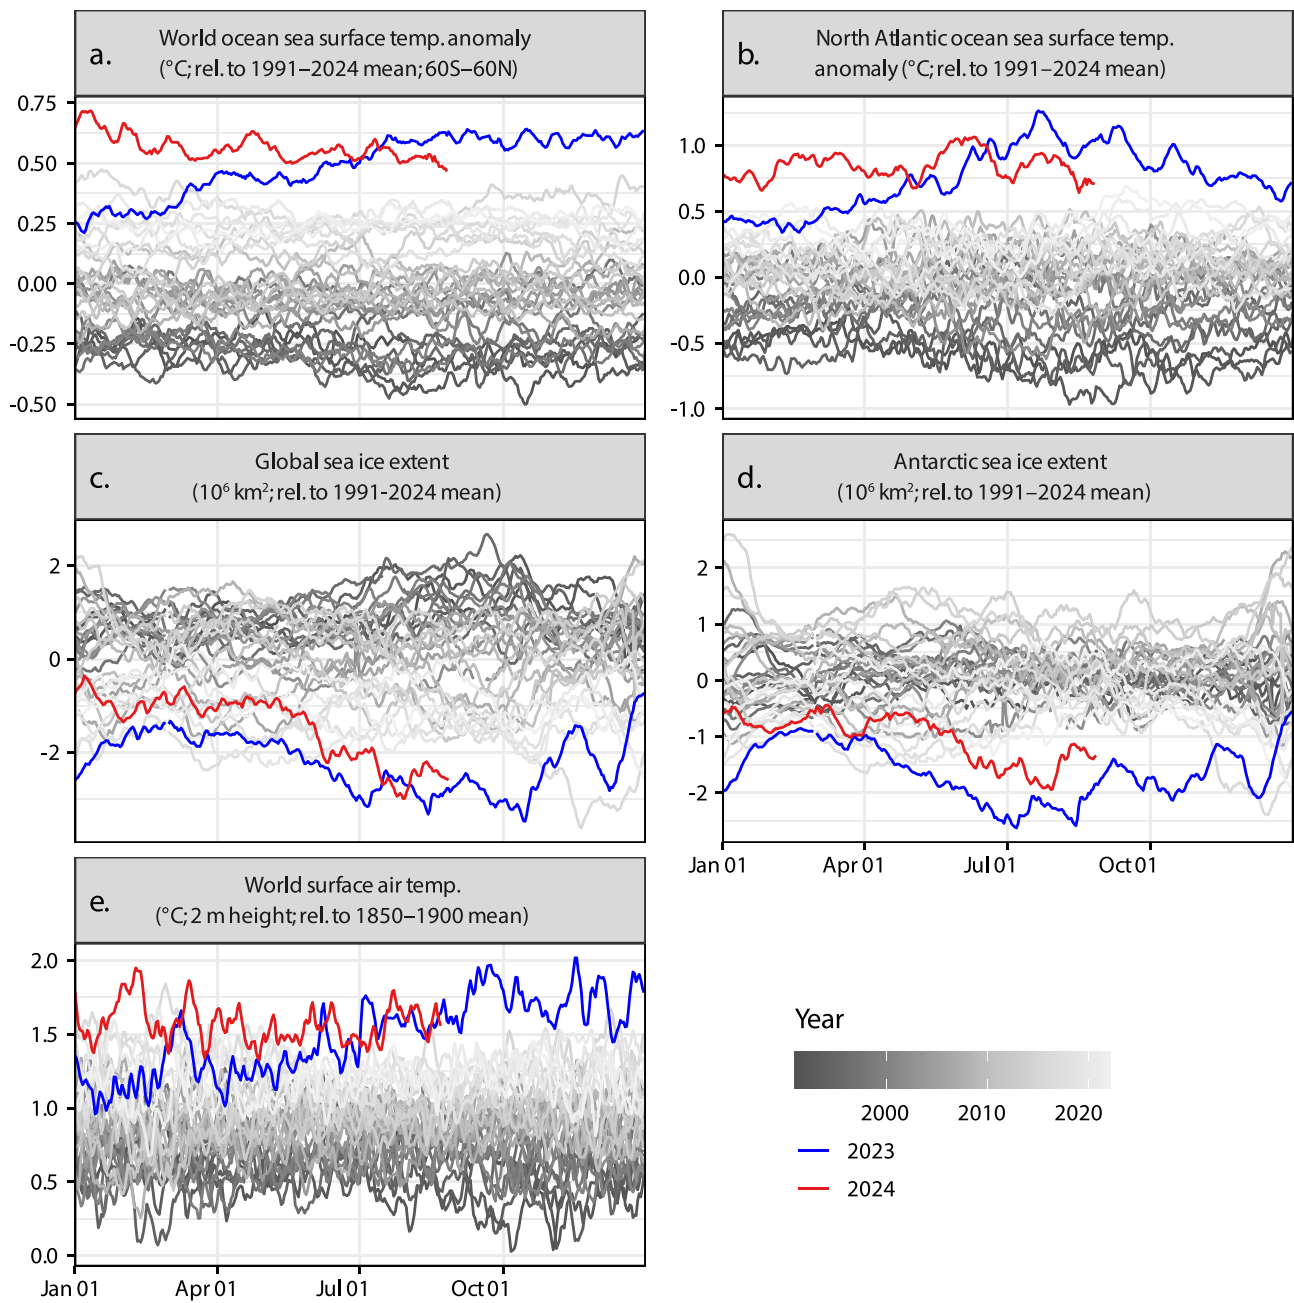 a.
World ocean sea surface temp. anomaly
(°C; rel. to 1991–2024 mean; 60S–60N)
0.75
0.50
0.25
0.00
-0.25
-0.50
b.
North Atlantic ocean sea surface temp.
anomaly (°C; rel. to 1991–2024 mean)
1.0
0.5
0.0
-0.5
-1.0
c.
Global sea ice extent
(10⁶ km²; rel. to 1991-2024 mean)
2
0
-2
d.
Antarctic sea ice extent
(10⁶ km²; rel. to 1991–2024 mean)
2
1
0
-1
-2
Jan 01
Apr 01
Jul 01
Oct 01
e.
World surface air temp.
(°C; 2 m height; rel. to 1850–1900 mean)
2.0
1.5
1.0
0.5
0.0
Jan 01
Apr 01
Jul 01
Oct 01
Year
2000
2010
2020
2023
2024